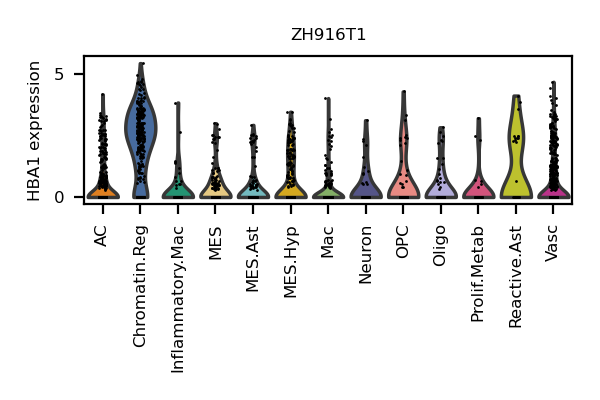 ZH916T1
HBA1 expression
5
0
AC
Chromatin.Reg
Inflammatory.Mac
MES
MES.Ast
MES.Hyp
Mac
Neuron
OPC
Oligo
Prolif.Metab
Reactive.Ast
Vasc